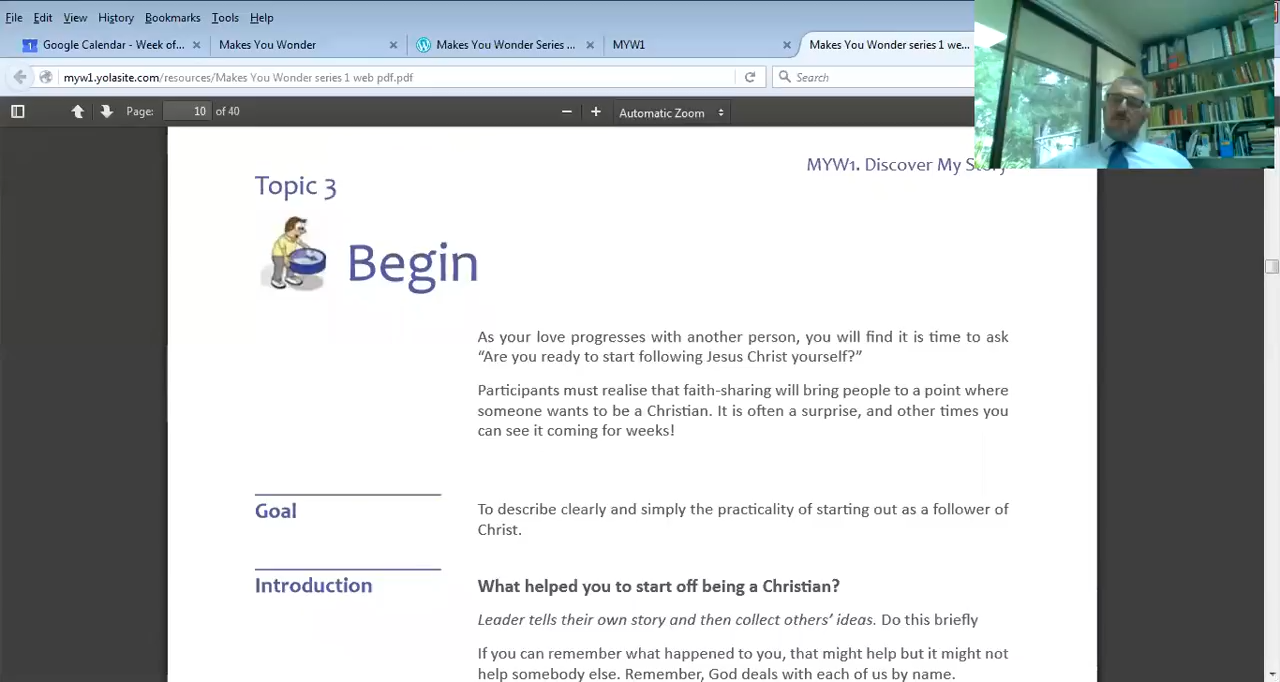 File Edit View History Bookmarks Tools Help
Google Calendar - Week of...
Makes You Wonder
Makes You Wonder Series ...
MYW1
Makes You Wonder series 1 we...
myw1.yolasite.com/resources/Makes You Wonder series 1 web pdf.pdf
Search
Page: 10 of 40
Automatic Zoom
MYW1. Discover My Story
Topic 3
Begin
As your love progresses with another person, you will find it is time to ask
“Are you ready to start following Jesus Christ yourself?”
Participants must realise that faith-sharing will bring people to a point where
someone wants to be a Christian. It is often a surprise, and other times you
can see it coming for weeks!
Goal
To describe clearly and simply the practicality of starting out as a follower of
Christ.
Introduction
What helped you to start off being a Christian?
Leader tells their own story and then collect others’ ideas. Do this briefly
If you can remember what happened to you, that might help but it might not
help somebody else. Remember, God deals with each of us by name.